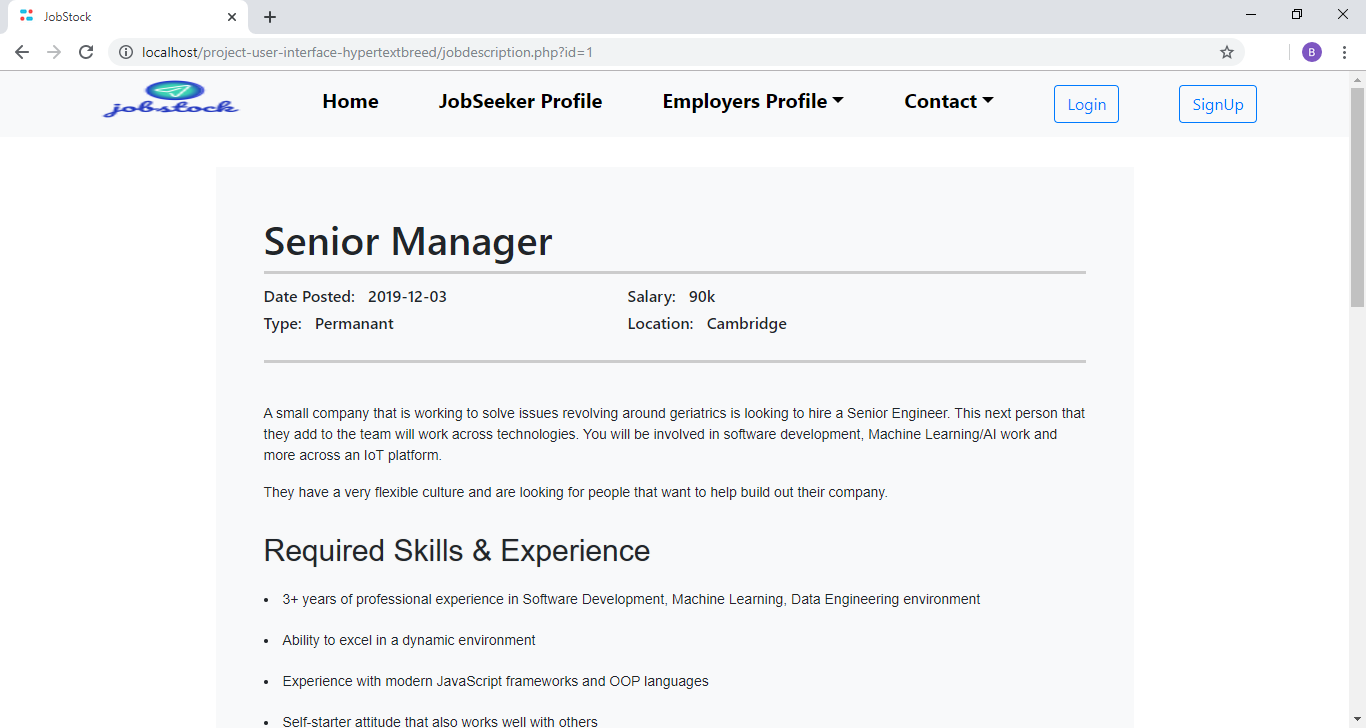 JobStock
localhost/project-user-interface-hypertextbreed/jobdescription.php?id=1
B
jobstock
Home
JobSeeker Profile
Employers Profile
Contact
Login
SignUp
Senior Manager
Date Posted: 2019-12-03
Salary: 90k
Type: Permanant
Location: Cambridge
A small company that is working to solve issues revolving around geriatrics is looking to hire a Senior Engineer. This next person that
they add to the team will work across technologies. You will be involved in software development, Machine Learning/AI work and
more across an IoT platform.
They have a very flexible culture and are looking for people that want to help build out their company.
Required Skills & Experience
• 3+ years of professional experience in Software Development, Machine Learning, Data Engineering environment
• Ability to excel in a dynamic environment
• Experience with modern JavaScript frameworks and OOP languages
• Self-starter attitude that also works well with others